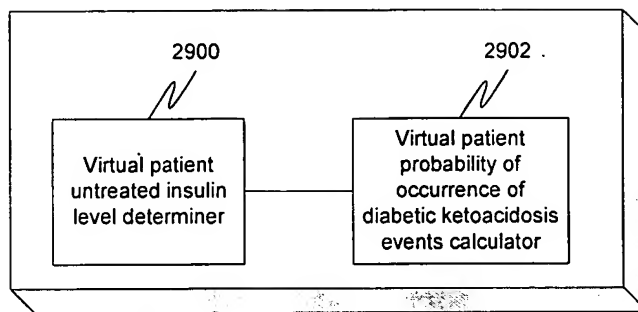 2900
2902
Virtual patient
untreated insulin
level determiner
Virtual patient
probability of
occurrence of
diabetic ketoacidosis
events calculator